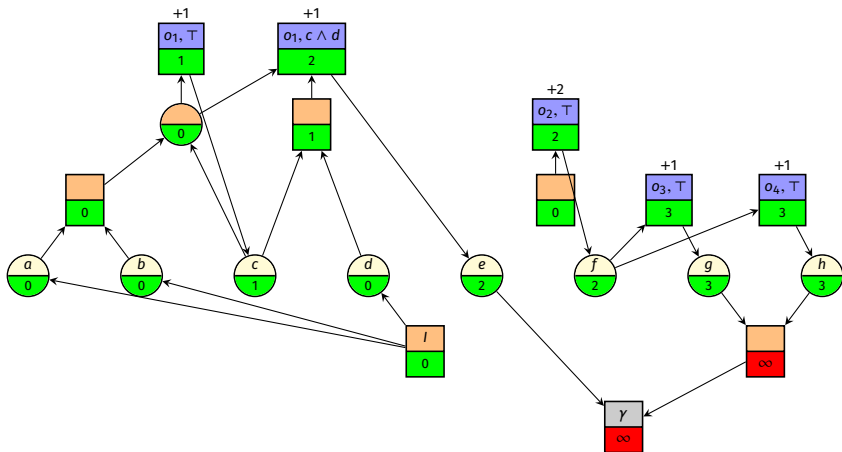 +1 +1
o₁, ⊤ o₁, c ∧ d
1 2
+2
o₂, ⊤
0 1 2
+1 +1
o₃, ⊤ o₄, ⊤
0 0 3 3
a b c d e f g h
0 0 1 0 2 2 3 3
I
0 ∞
γ
∞